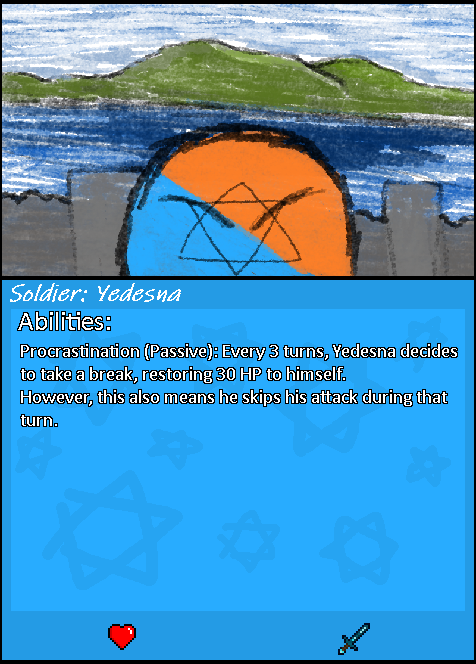 Soldier: Yedesna
Abilities:
Procrastination (Passive): Every 3 turns, Yedesna decides
to take a break, restoring 30 HP to himself.
However, this also means he skips his attack during that
turn.